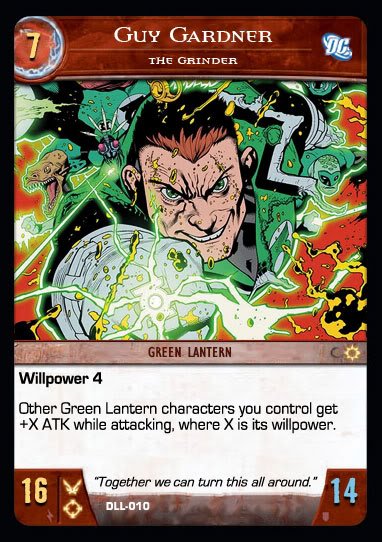 7
Guy Gardner
The Grinder
DC
GREEN LANTERN
C
Willpower 4
Other Green Lantern characters you control get
+X ATK while attacking, where X is its willpower.
16
"Together we can turn this all around."
14
DLL-010